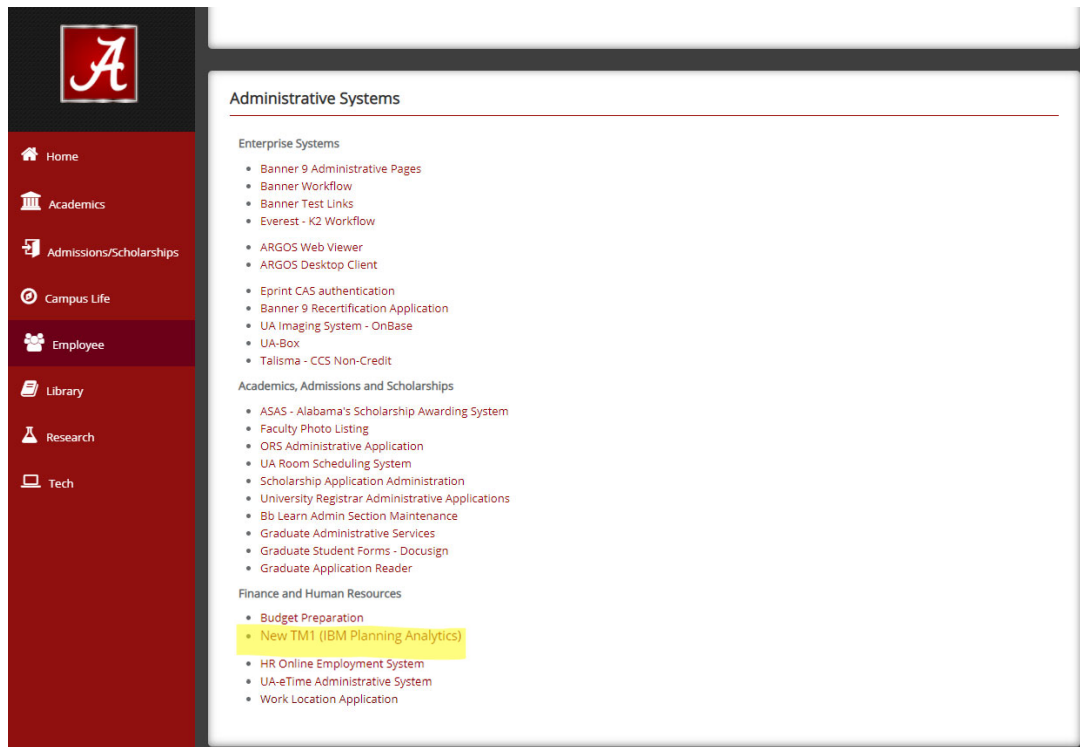 A
Home
Academics
Admissions/Scholarships
Campus Life
Employee
Library
Research
Tech
Administrative Systems
Enterprise Systems
Banner 9 Administrative Pages
Banner Workflow
Banner Test Links
Everest - K2 Workflow
ARGOS Web Viewer
ARGOS Desktop Client
Eprint CAS authentication
Banner 9 Recertification Application
UA Imaging System - OnBase
UA-Box
Talisma - CCS Non-Credit
Academics, Admissions and Scholarships
ASAS - Alabama's Scholarship Awarding System
Faculty Photo Listing
ORS Administrative Application
UA Room Scheduling System
Scholarship Application Administration
University Registrar Administrative Applications
Bb Learn Admin Section Maintenance
Graduate Administrative Services
Graduate Student Forms - Docusign
Graduate Application Reader
Finance and Human Resources
Budget Preparation
New TM1 (IBM Planning Analytics)
HR Online Employment System
UA-eTime Administrative System
Work Location Application